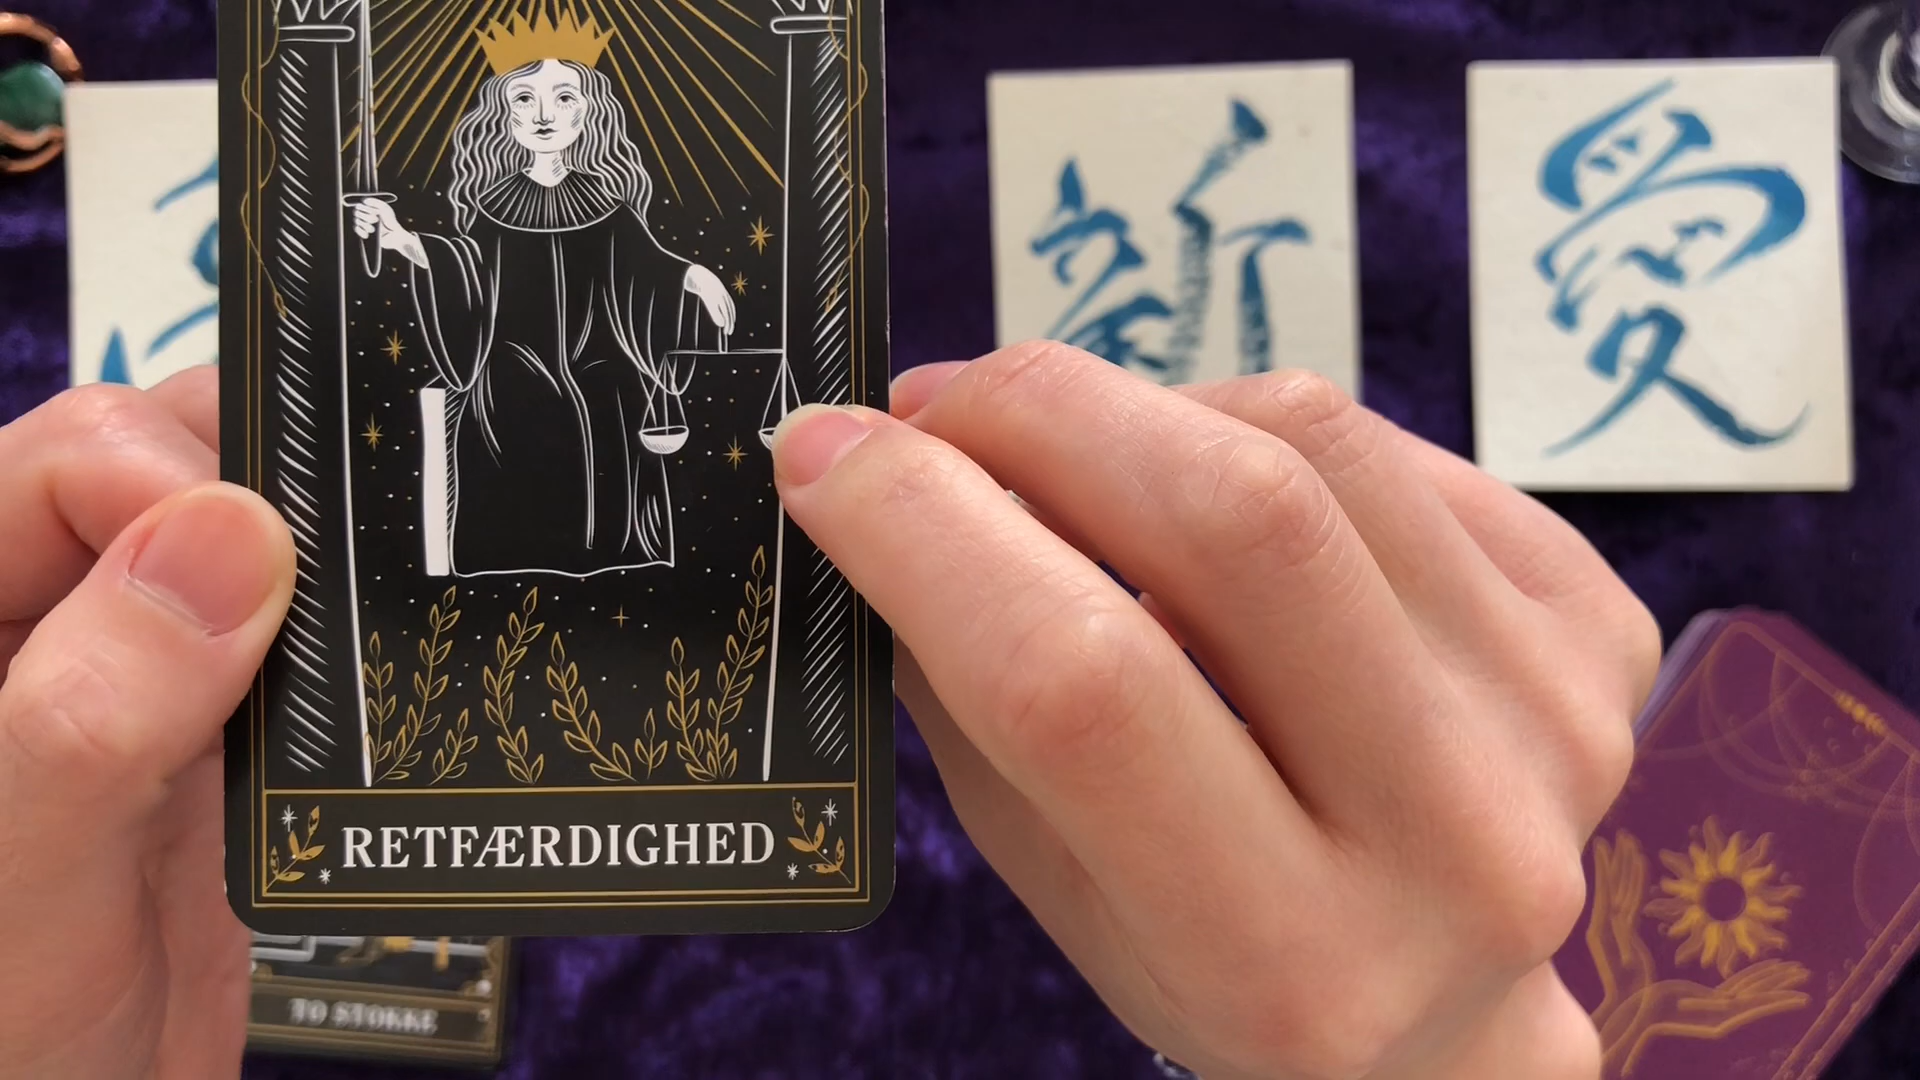 新
愛
RETFÆRDIGHED
TO STOKKE